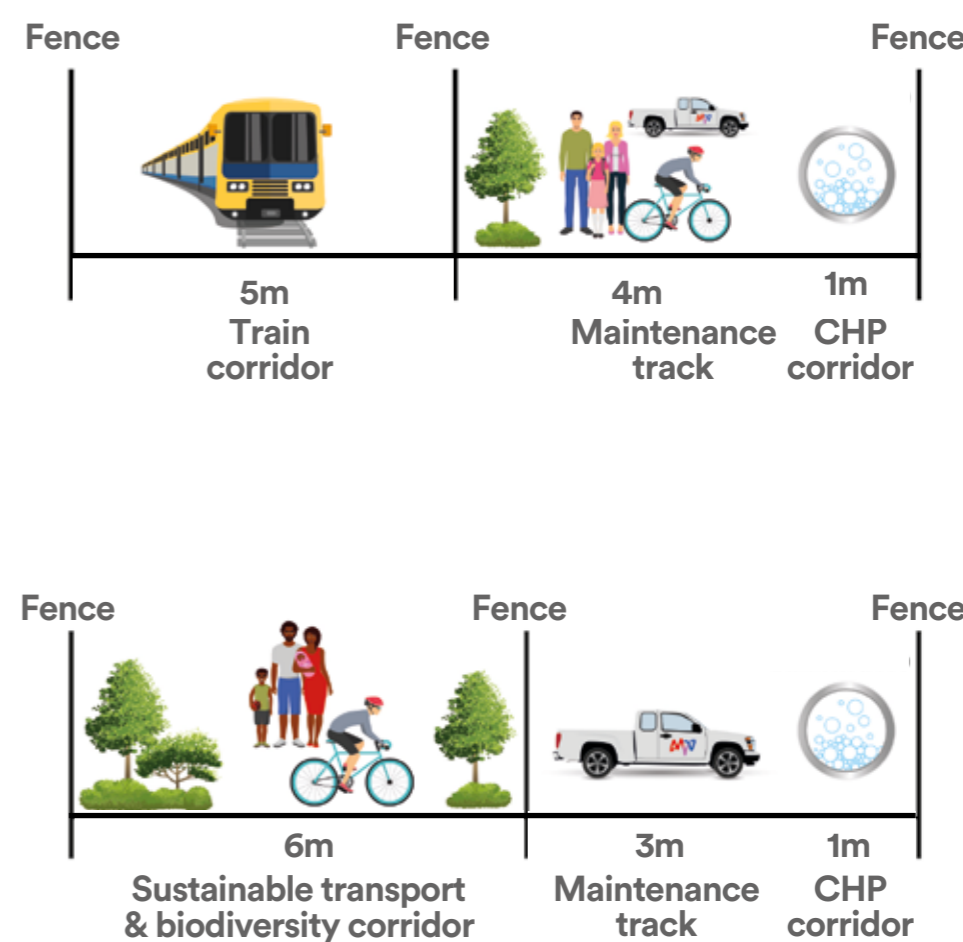 Fence Fence Fence
5m 4m 1m
Train Maintenance CHP
corridor track corridor
Fence Fence Fence
6m 3m 1m
Sustainable transport Maintenance CHP
& biodiversity corridor track corridor